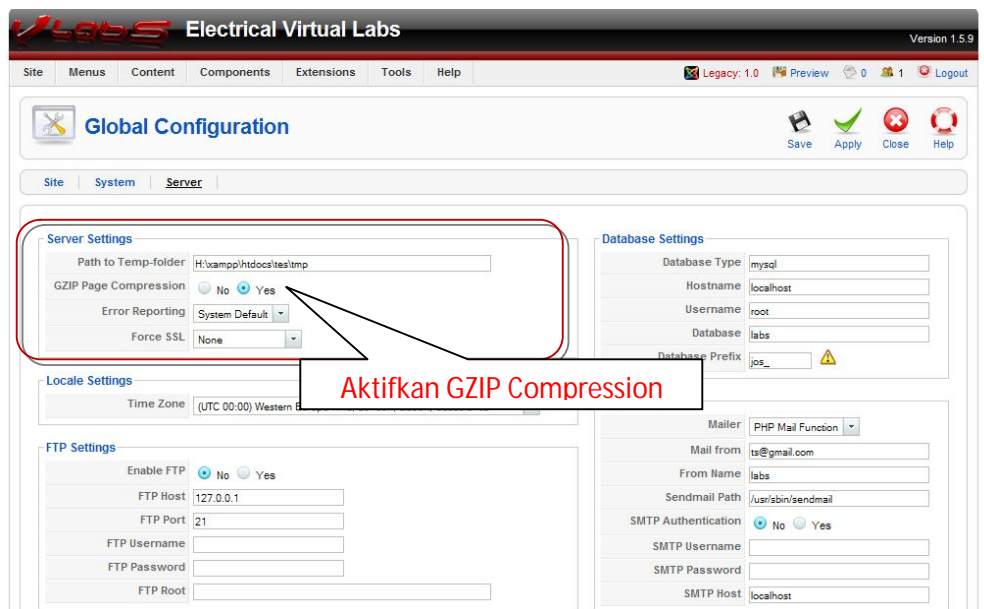 VLabS Electrical Virtual Labs
Version 1.5.9
Site Menus Content Components Extensions Tools Help
Legacy: 1.0 Preview 0 1 Logout
Global Configuration
Save Apply Close Help
Site System Server
Server Settings
Path to Temp-folder H:\xampp\htdocs\tes\tmp
GZIP Page Compression No Yes
Error Reporting System Default
Force SSL None
Aktifkan GZIP Compression
Locale Settings
Time Zone (UTC 00:00) Western
FTP Settings
Enable FTP No Yes
FTP Host 127.0.0.1
FTP Port 21
FTP Username
FTP Password
FTP Root
Database Settings
Database Type mysql
Hostname localhost
Username root
Database labs
Database Prefix jos_
Mailer PHP Mail Function
Mail from ts@gmail.com
From Name labs
Sendmail Path /usr/sbin/sendmail
SMTP Authentication No Yes
SMTP Username
SMTP Password
SMTP Host localhost